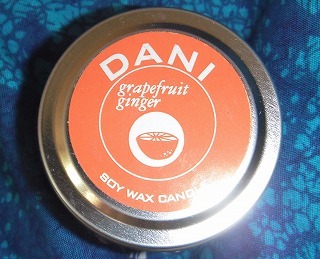 DANI
grapefruit
ginger
SOY WAX CANDLE